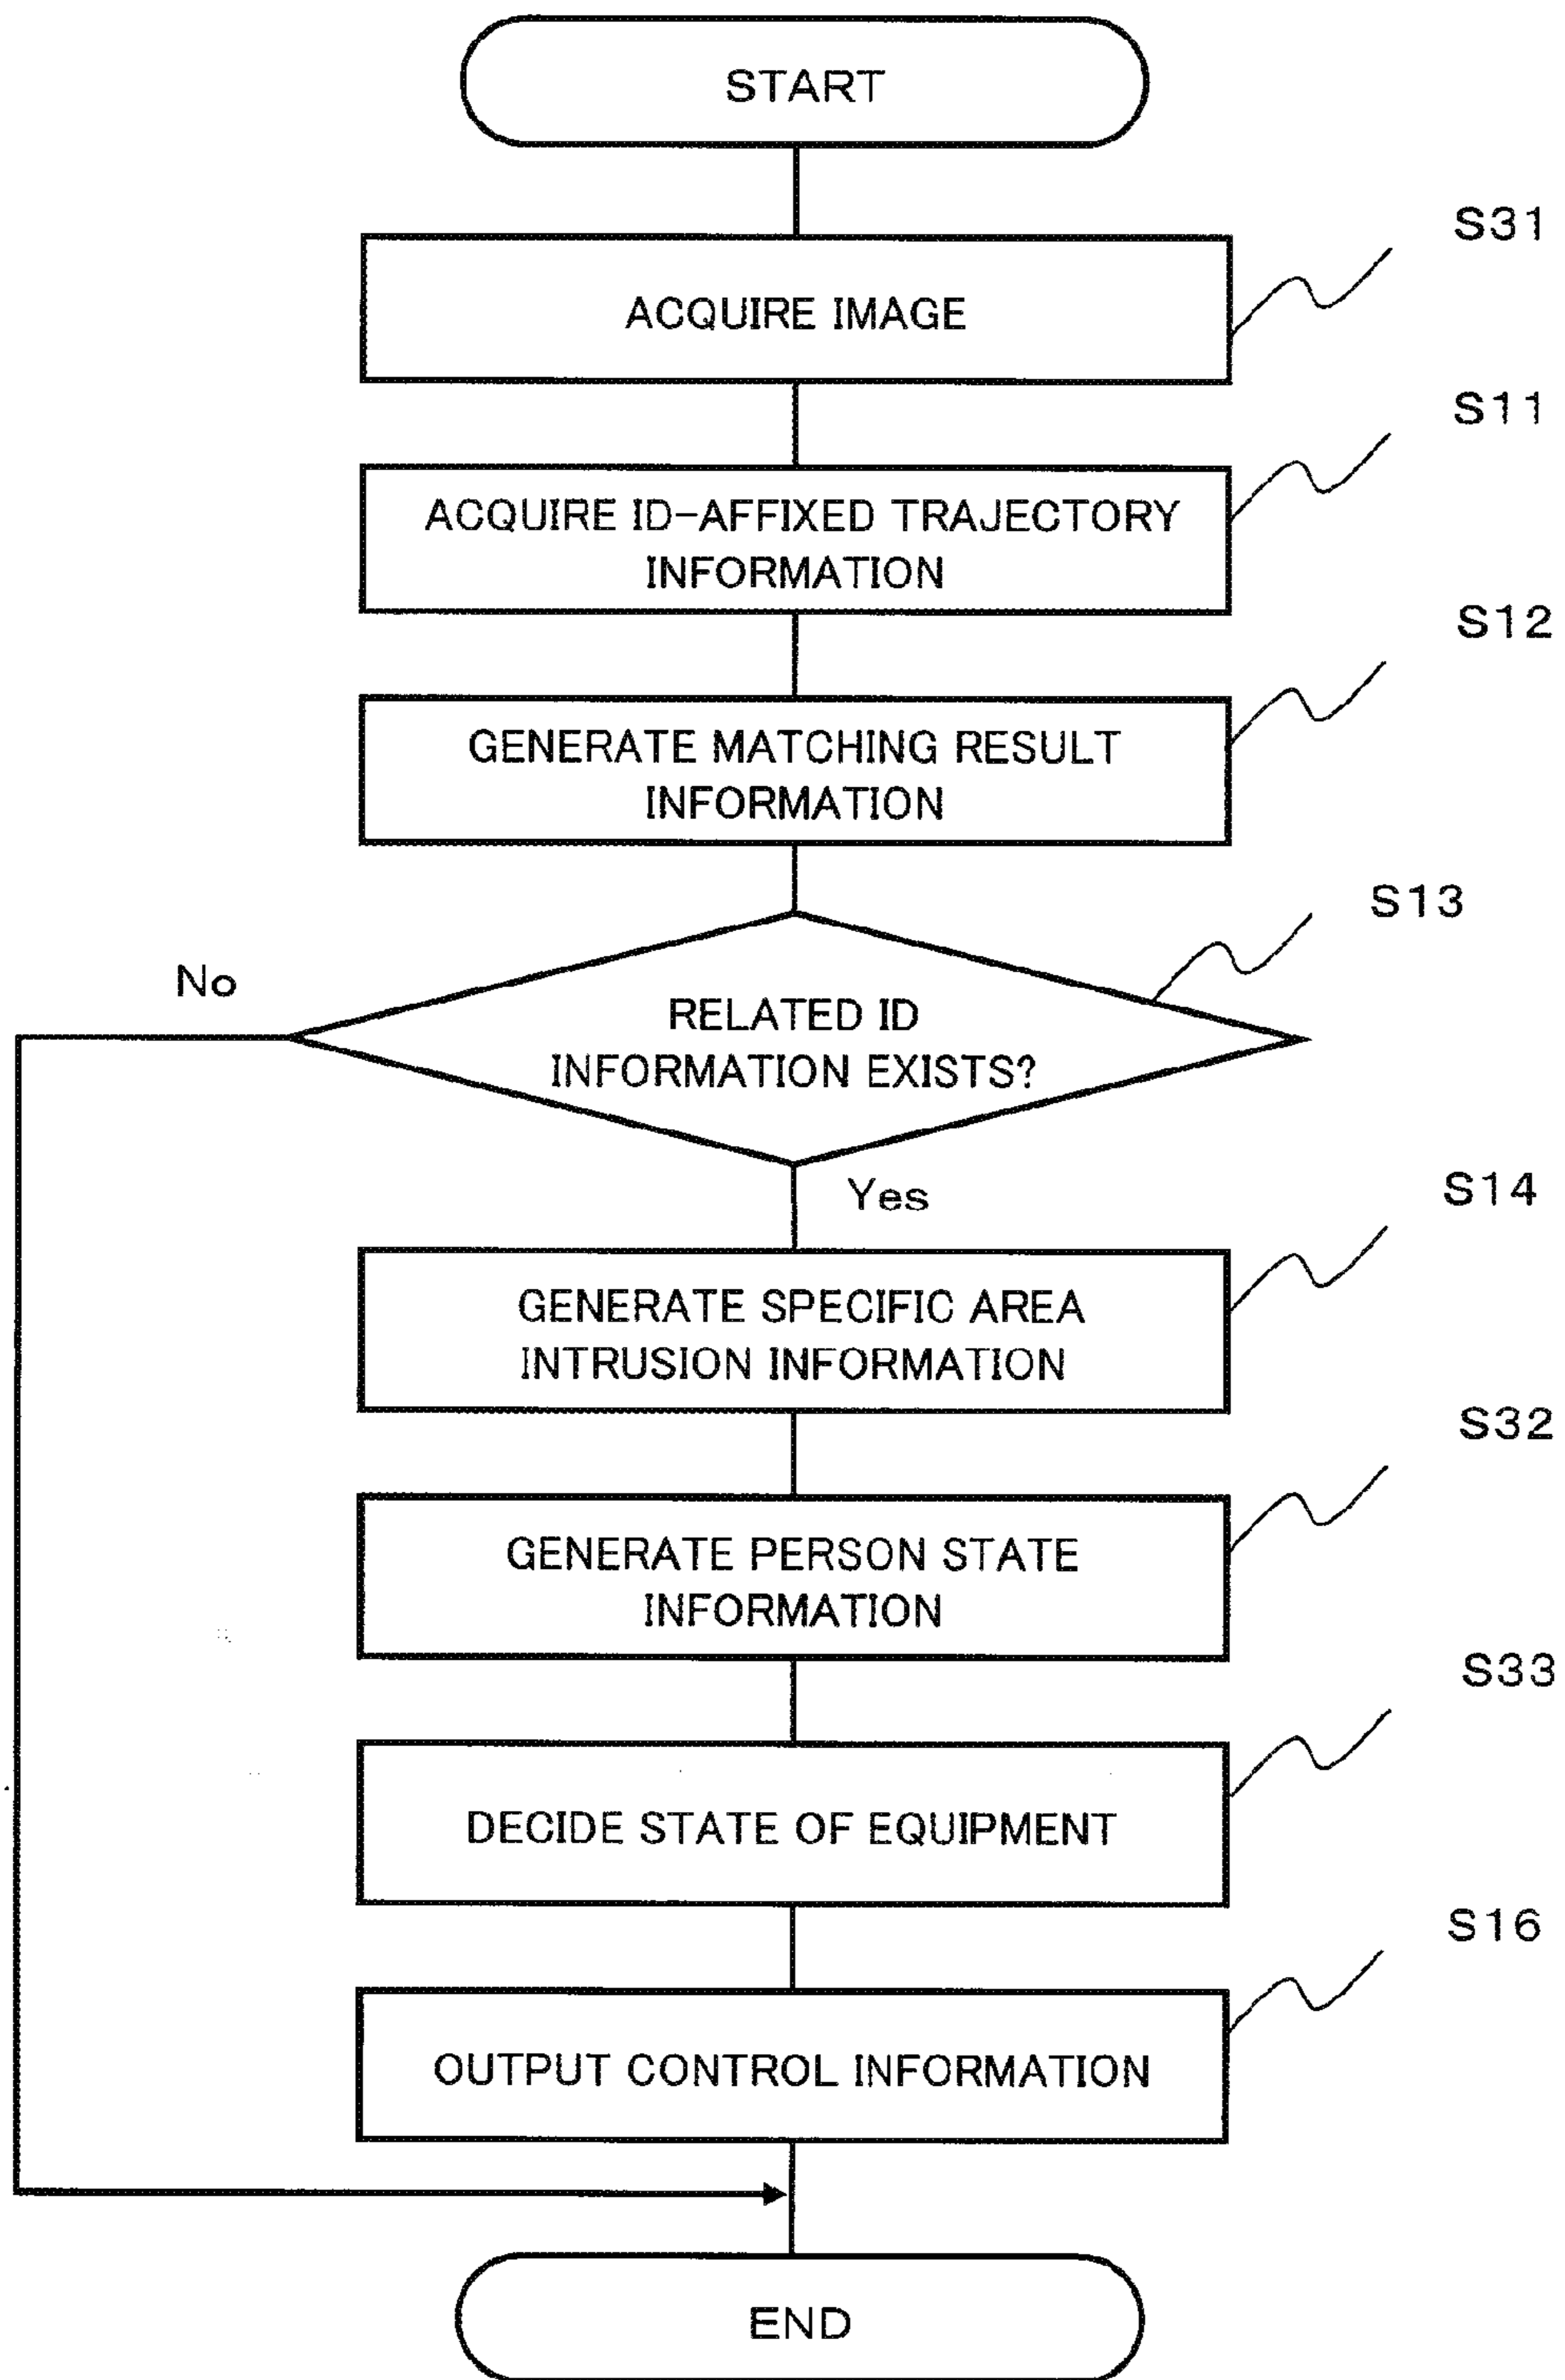 START
S31
ACQUIRE IMAGE
S11
ACQUIRE ID-AFFIXED TRAJECTORY
INFORMATION
S12
GENERATE MATCHING RESULT
INFORMATION
S13
No
RELATED ID
INFORMATION EXISTS?
Yes
S14
GENERATE SPECIFIC AREA
INTRUSION INFORMATION
S32
GENERATE PERSON STATE
INFORMATION
S33
DECIDE STATE OF EQUIPMENT
S16
OUTPUT CONTROL INFORMATION
END